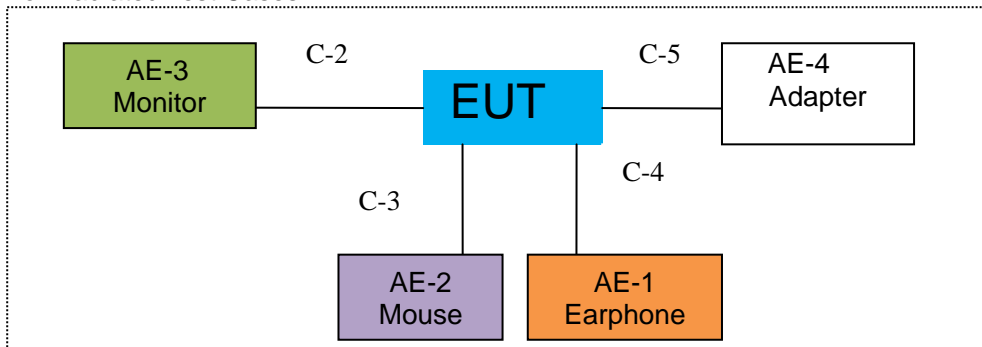 C-2
C-5
AE-3
Monitor
EUT
AE-4
Adapter
C-3
C-4
AE-2
Mouse
AE-1
Earphone